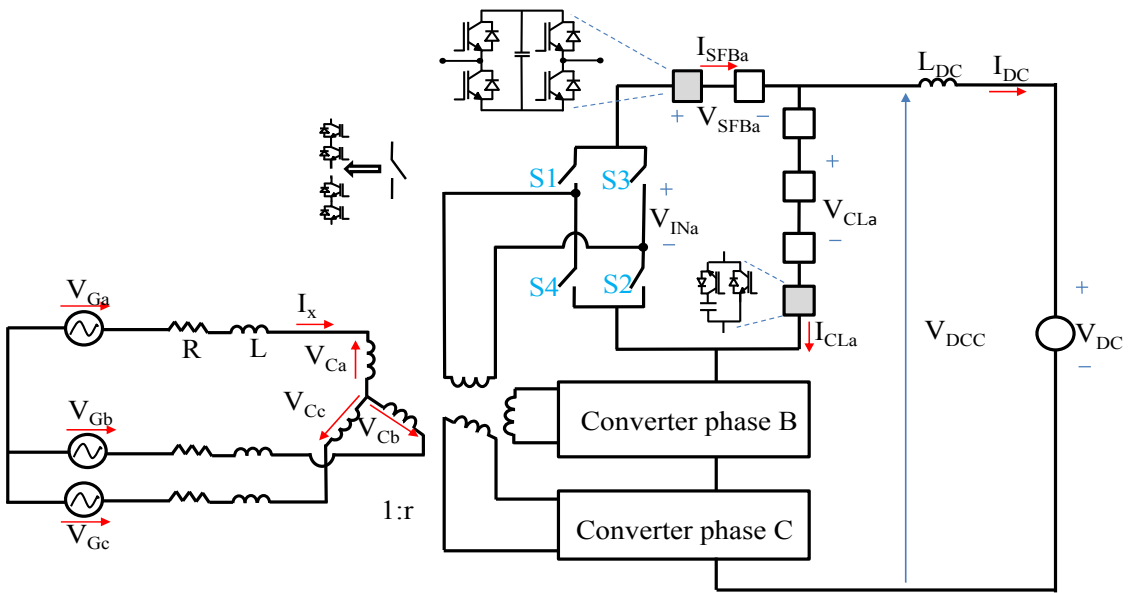 I_SFBa
L_DC
I_DC
+ V_SFBa −
S1
S3
+
V_INa
−
+
V_CLa
−
S4
S2
V_Ga
I_x
R
L
V_Ca
I_CLa
V_DCC
+
V_DC
−
V_Cc
V_Gb
V_Cb
Converter phase B
V_Gc
1:r
Converter phase C